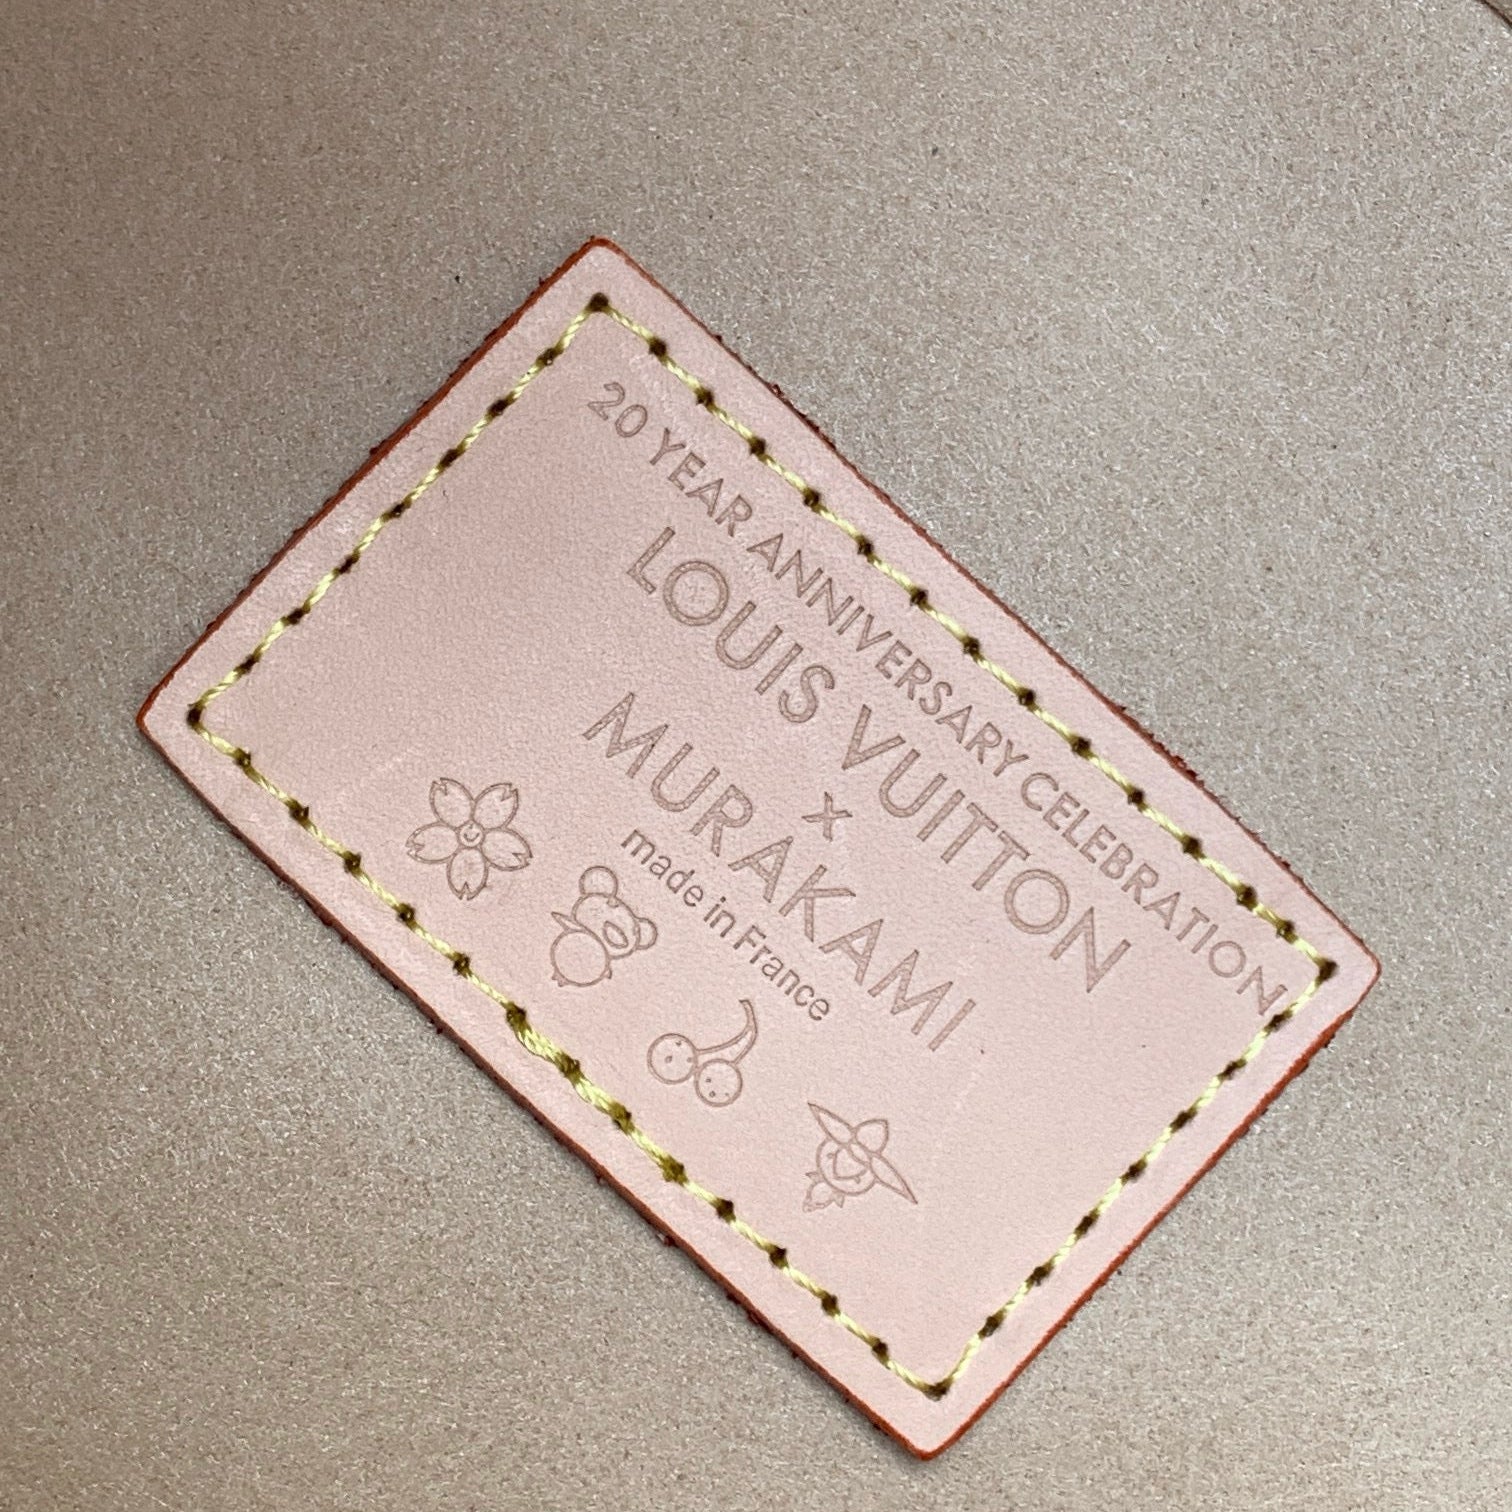 20 YEAR ANNIVERSARY CELEBRATION
LOUIS VUITTON
x
MURAKAMI
made in France